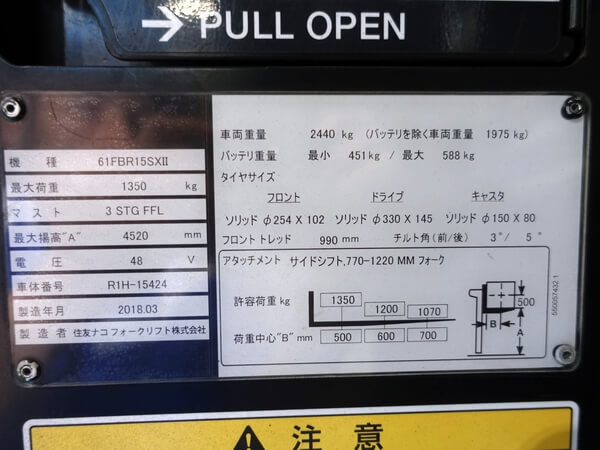 → PULL OPEN
機種 61FBR15SXII
最大荷重 1350 kg
マスト 3 STG FFL
最大揚高"A" 4520 mm
電圧 48 V
車体番号 R1H-15424
製造年月 2018.03
製造者 住友ナコフォークリフト株式会社
車両重量 2440 kg (バッテリを除く車両重量 1975 kg)
バッテリ重量 最小 451 kg / 最大 588 kg
タイヤサイズ
フロント ドライブ キャスタ
ソリッド φ254 X 102 ソリッド φ330 X 145 ソリッド φ150 X 80
フロントトレッド 990 mm チルト角(前/後) 3°/ 5°
アタッチメント サイドシフト,770-1220 MM フォーク
許容荷重 kg 1350 1200 1070
荷重中心"B" mm 500 600 700
500
B A
550057432.1
注意